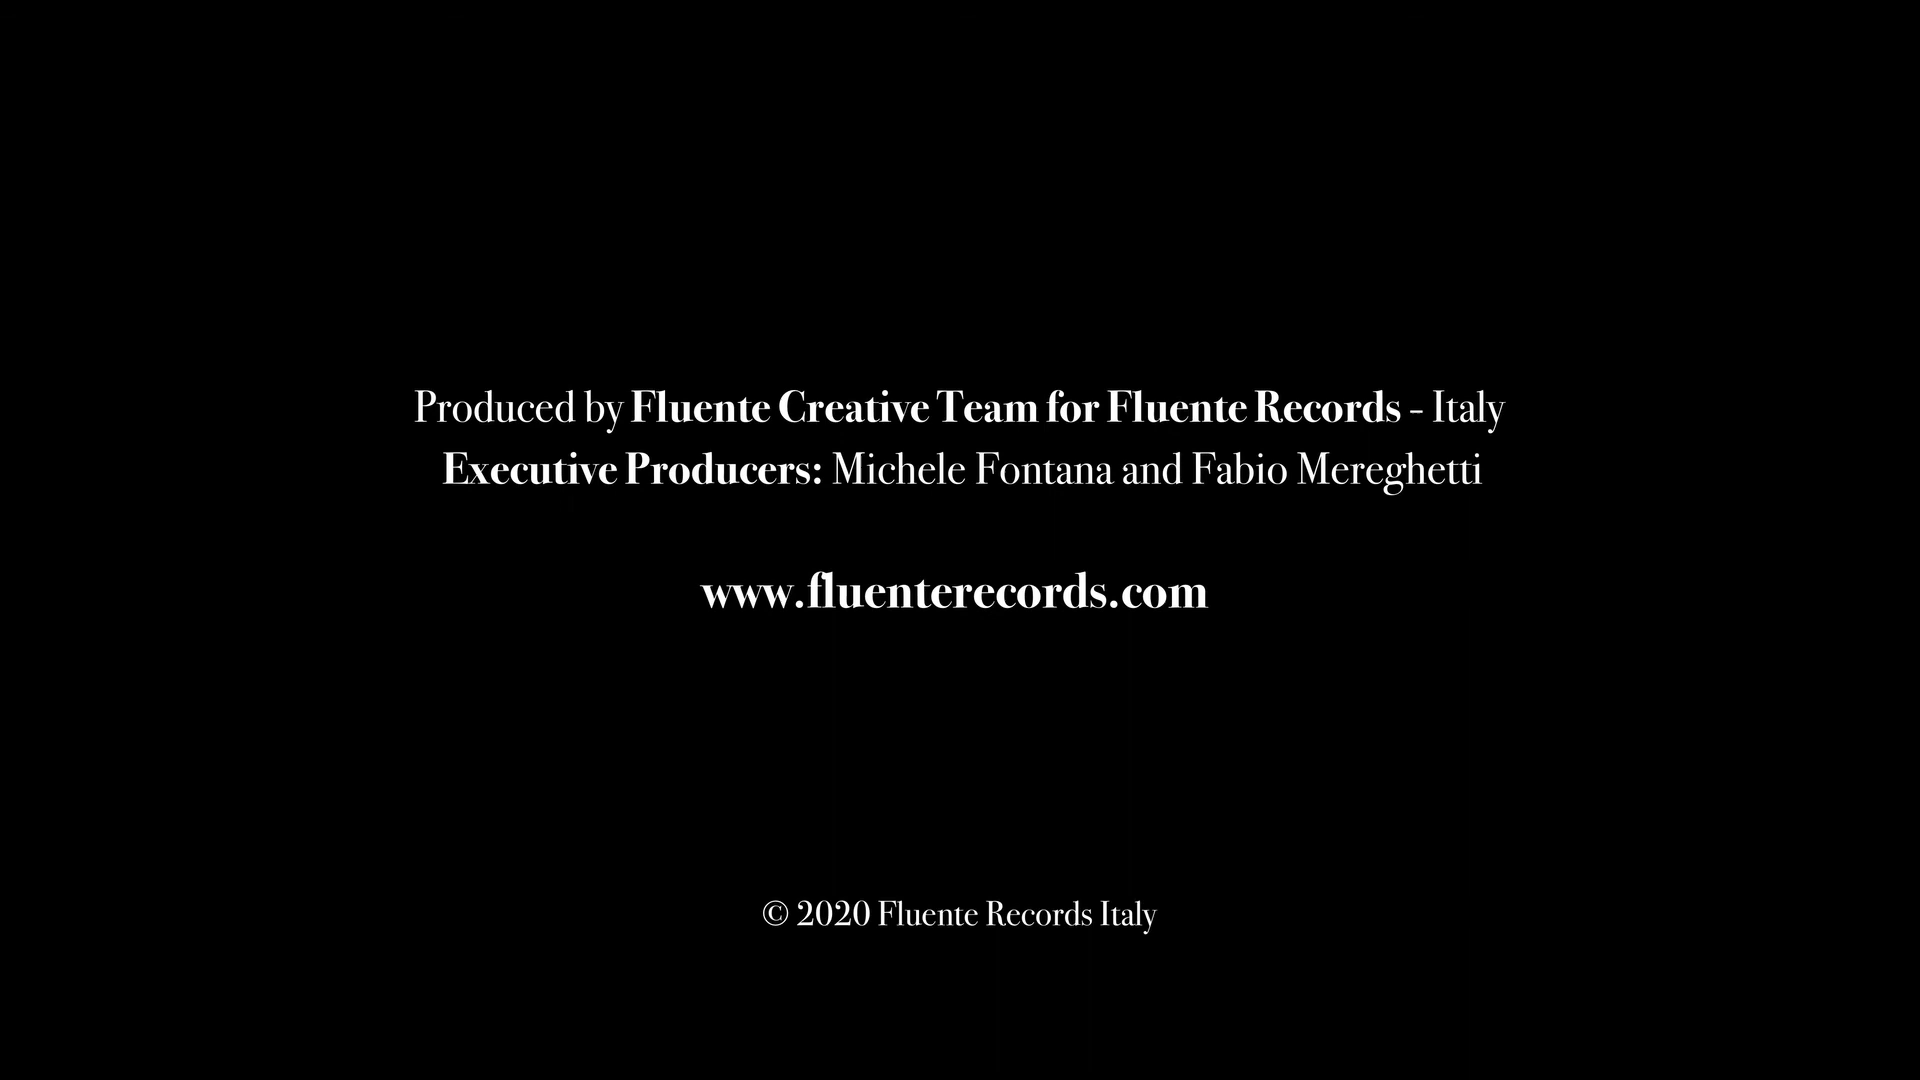 Produced by Fluente Creative Team for Fluente Records - Italy
Executive Producers: Michele Fontana and Fabio Mereghetti
www.fluenterecords.com
© 2020 Fluente Records Italy